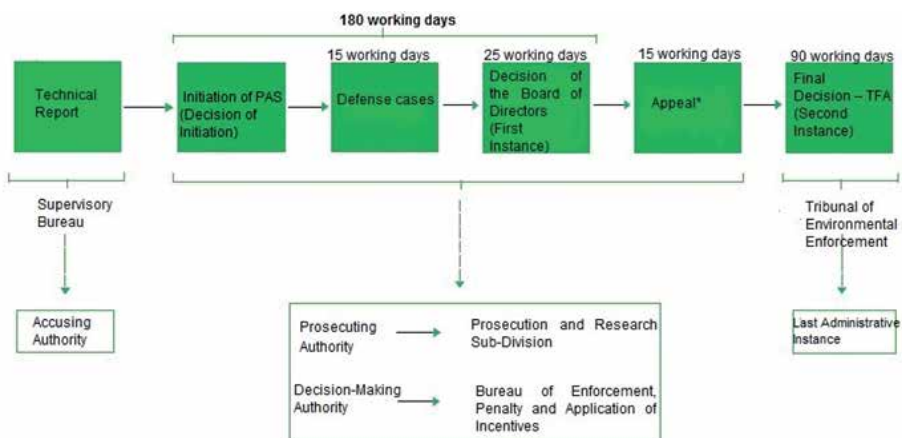 180 working days
15 working days
25 working days
15 working days
90 working days
Technical
Report
Initiation of PAS
(Decision of
Initiation)
Defense cases
Decision of
the Board of
Directors
(First
Instance)
Appeal*
Final
Decision – TFA
(Second
Instance)
Supervisory
Bureau
Tribunal of
Environmental
Enforcement
Accusing
Authority
Prosecuting
Authority
Prosecution and Research
Sub-Division
Decision-Making
Authority
Bureau of Enforcement,
Penalty and Application of
Incentives
Last Administrative
Instance